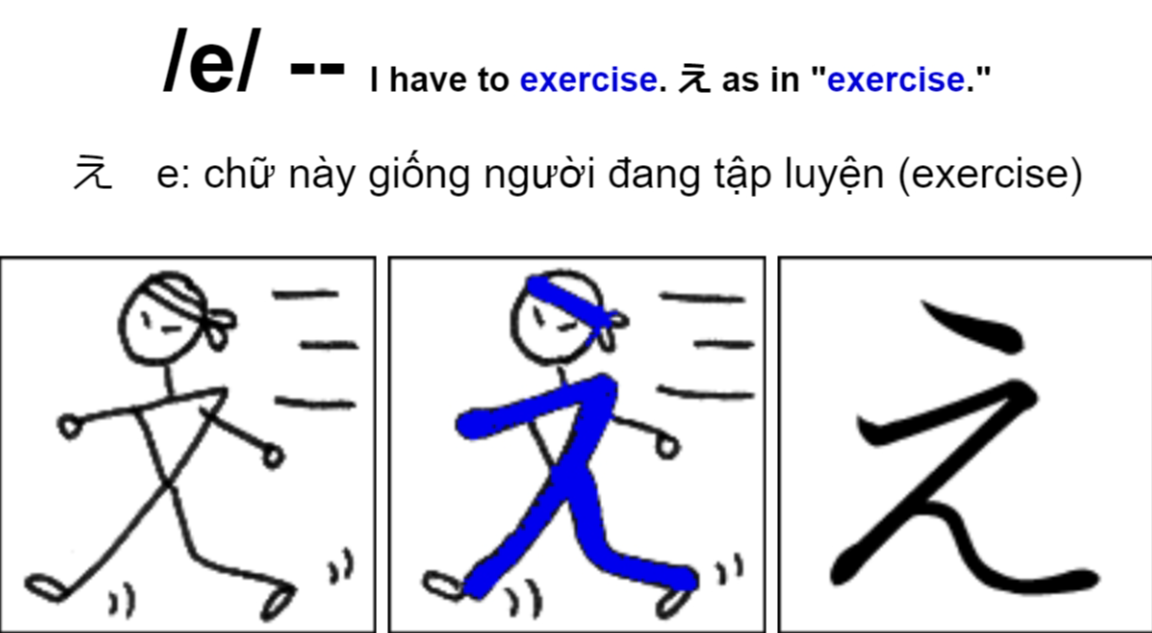 /e/ -- I have to exercise. え as in "exercise."
え e: chữ này giống người đang tập luyện (exercise)
え